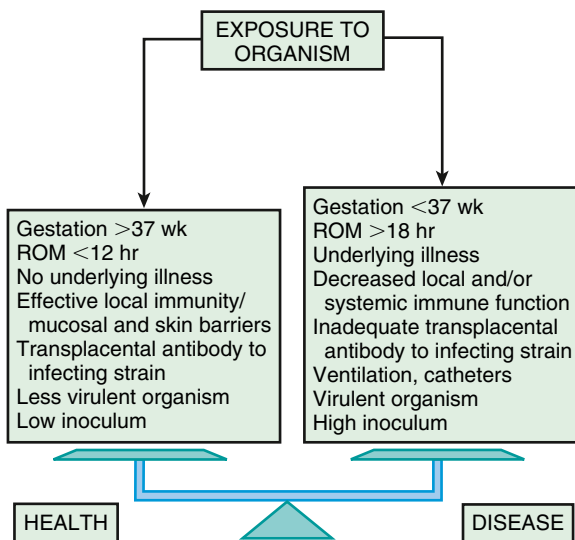 EXPOSURE TO
ORGANISM
Gestation >37 wk
ROM <12 hr
No underlying illness
Effective local immunity/
mucosal and skin barriers
Transplacental antibody to
infecting strain
Less virulent organism
Low inoculum
Gestation <37 wk
ROM >18 hr
Underlying illness
Decreased local and/or
systemic immune function
Inadequate transplacental
antibody to infecting strain
Ventilation, catheters
Virulent organism
High inoculum
HEALTH
DISEASE